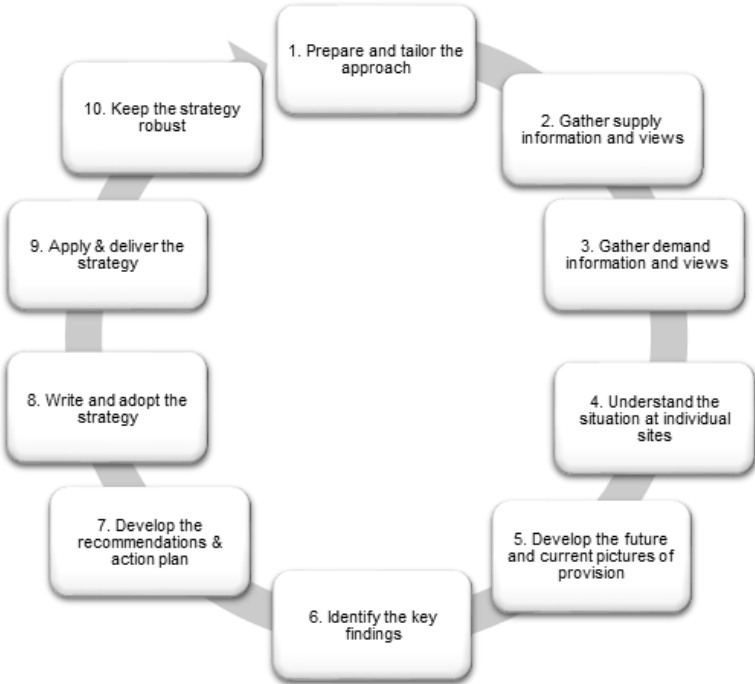 1. Prepare and tailor the
approach
2. Gather supply
information and views
3. Gather demand
information and views
4. Understand the
situation at individual
sites
5. Develop the future
and current pictures of
provision
6. Identify the key
findings
7. Develop the
recommendations &
action plan
8. Write and adopt the
strategy
9. Apply & deliver the
strategy
10. Keep the strategy
robust